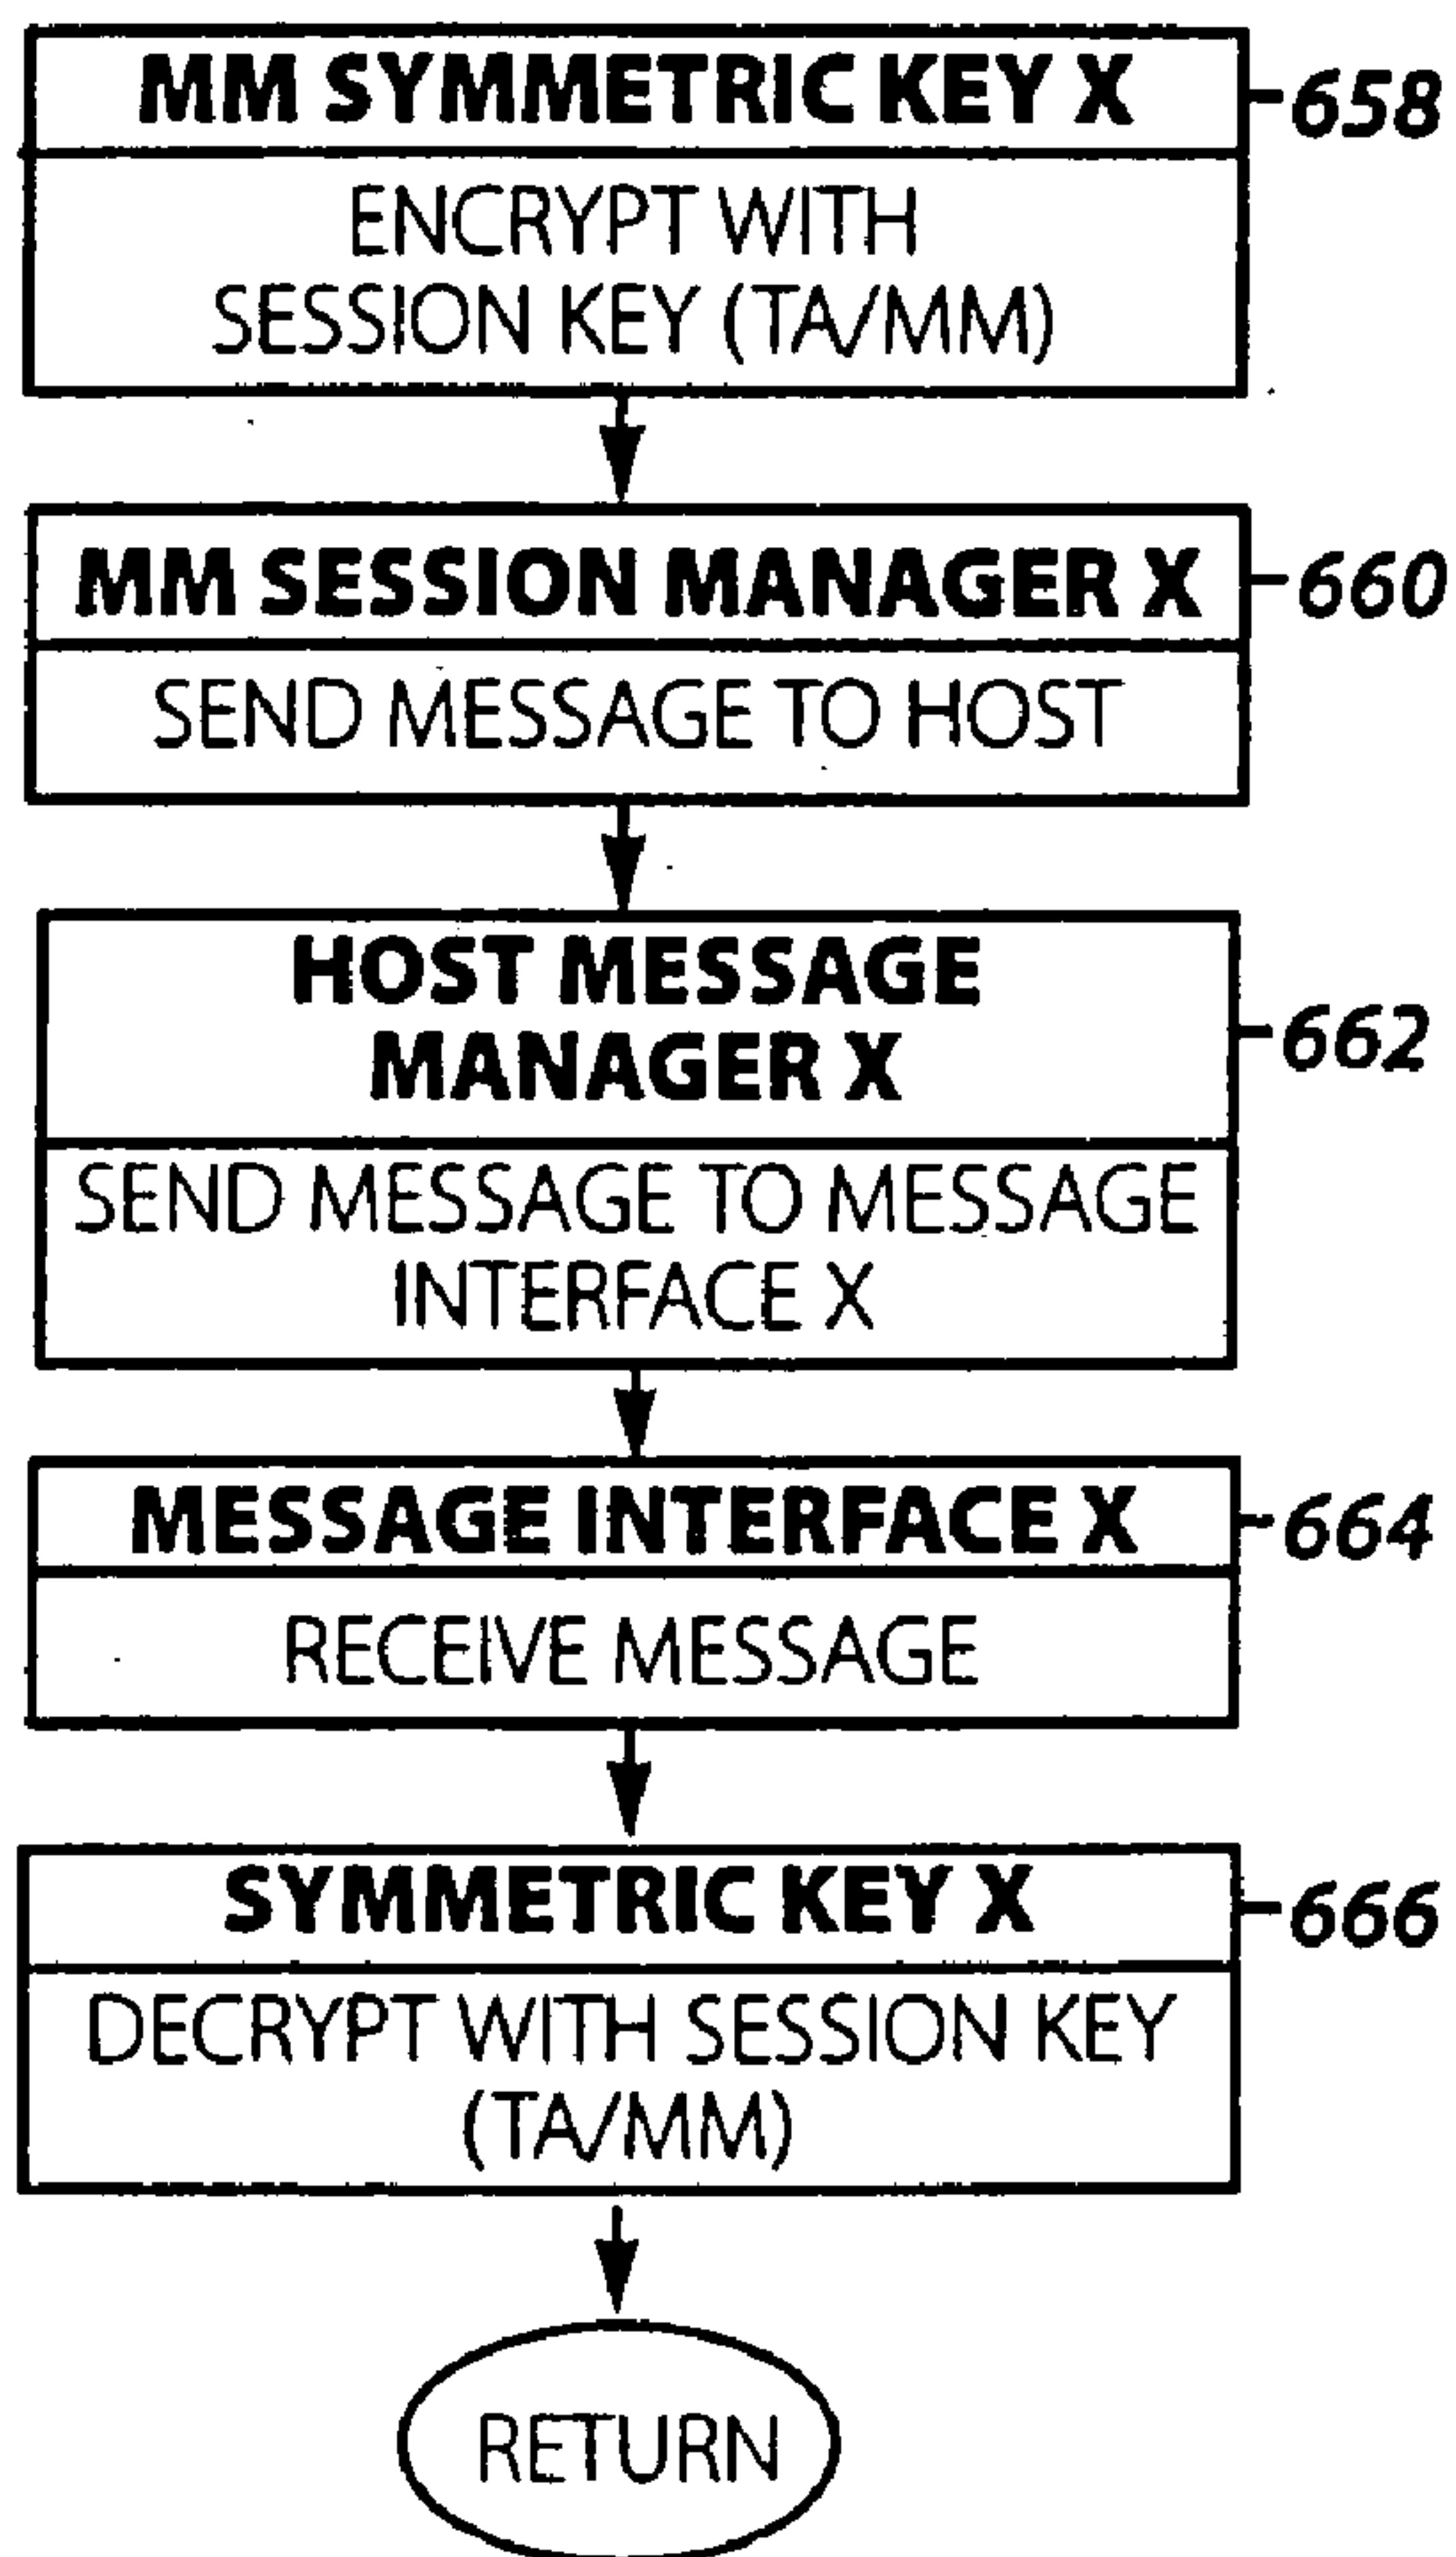 MM SYMMETRIC KEY X
658
ENCRYPT WITH
SESSION KEY (TA/MM)
MM SESSION MANAGER X
660
SEND MESSAGE TO HOST
HOST MESSAGE
MANAGER X
662
SEND MESSAGE TO MESSAGE
INTERFACE X
MESSAGE INTERFACE X
664
RECEIVE MESSAGE
SYMMETRIC KEY X
666
DECRYPT WITH SESSION KEY
(TA/MM)
RETURN